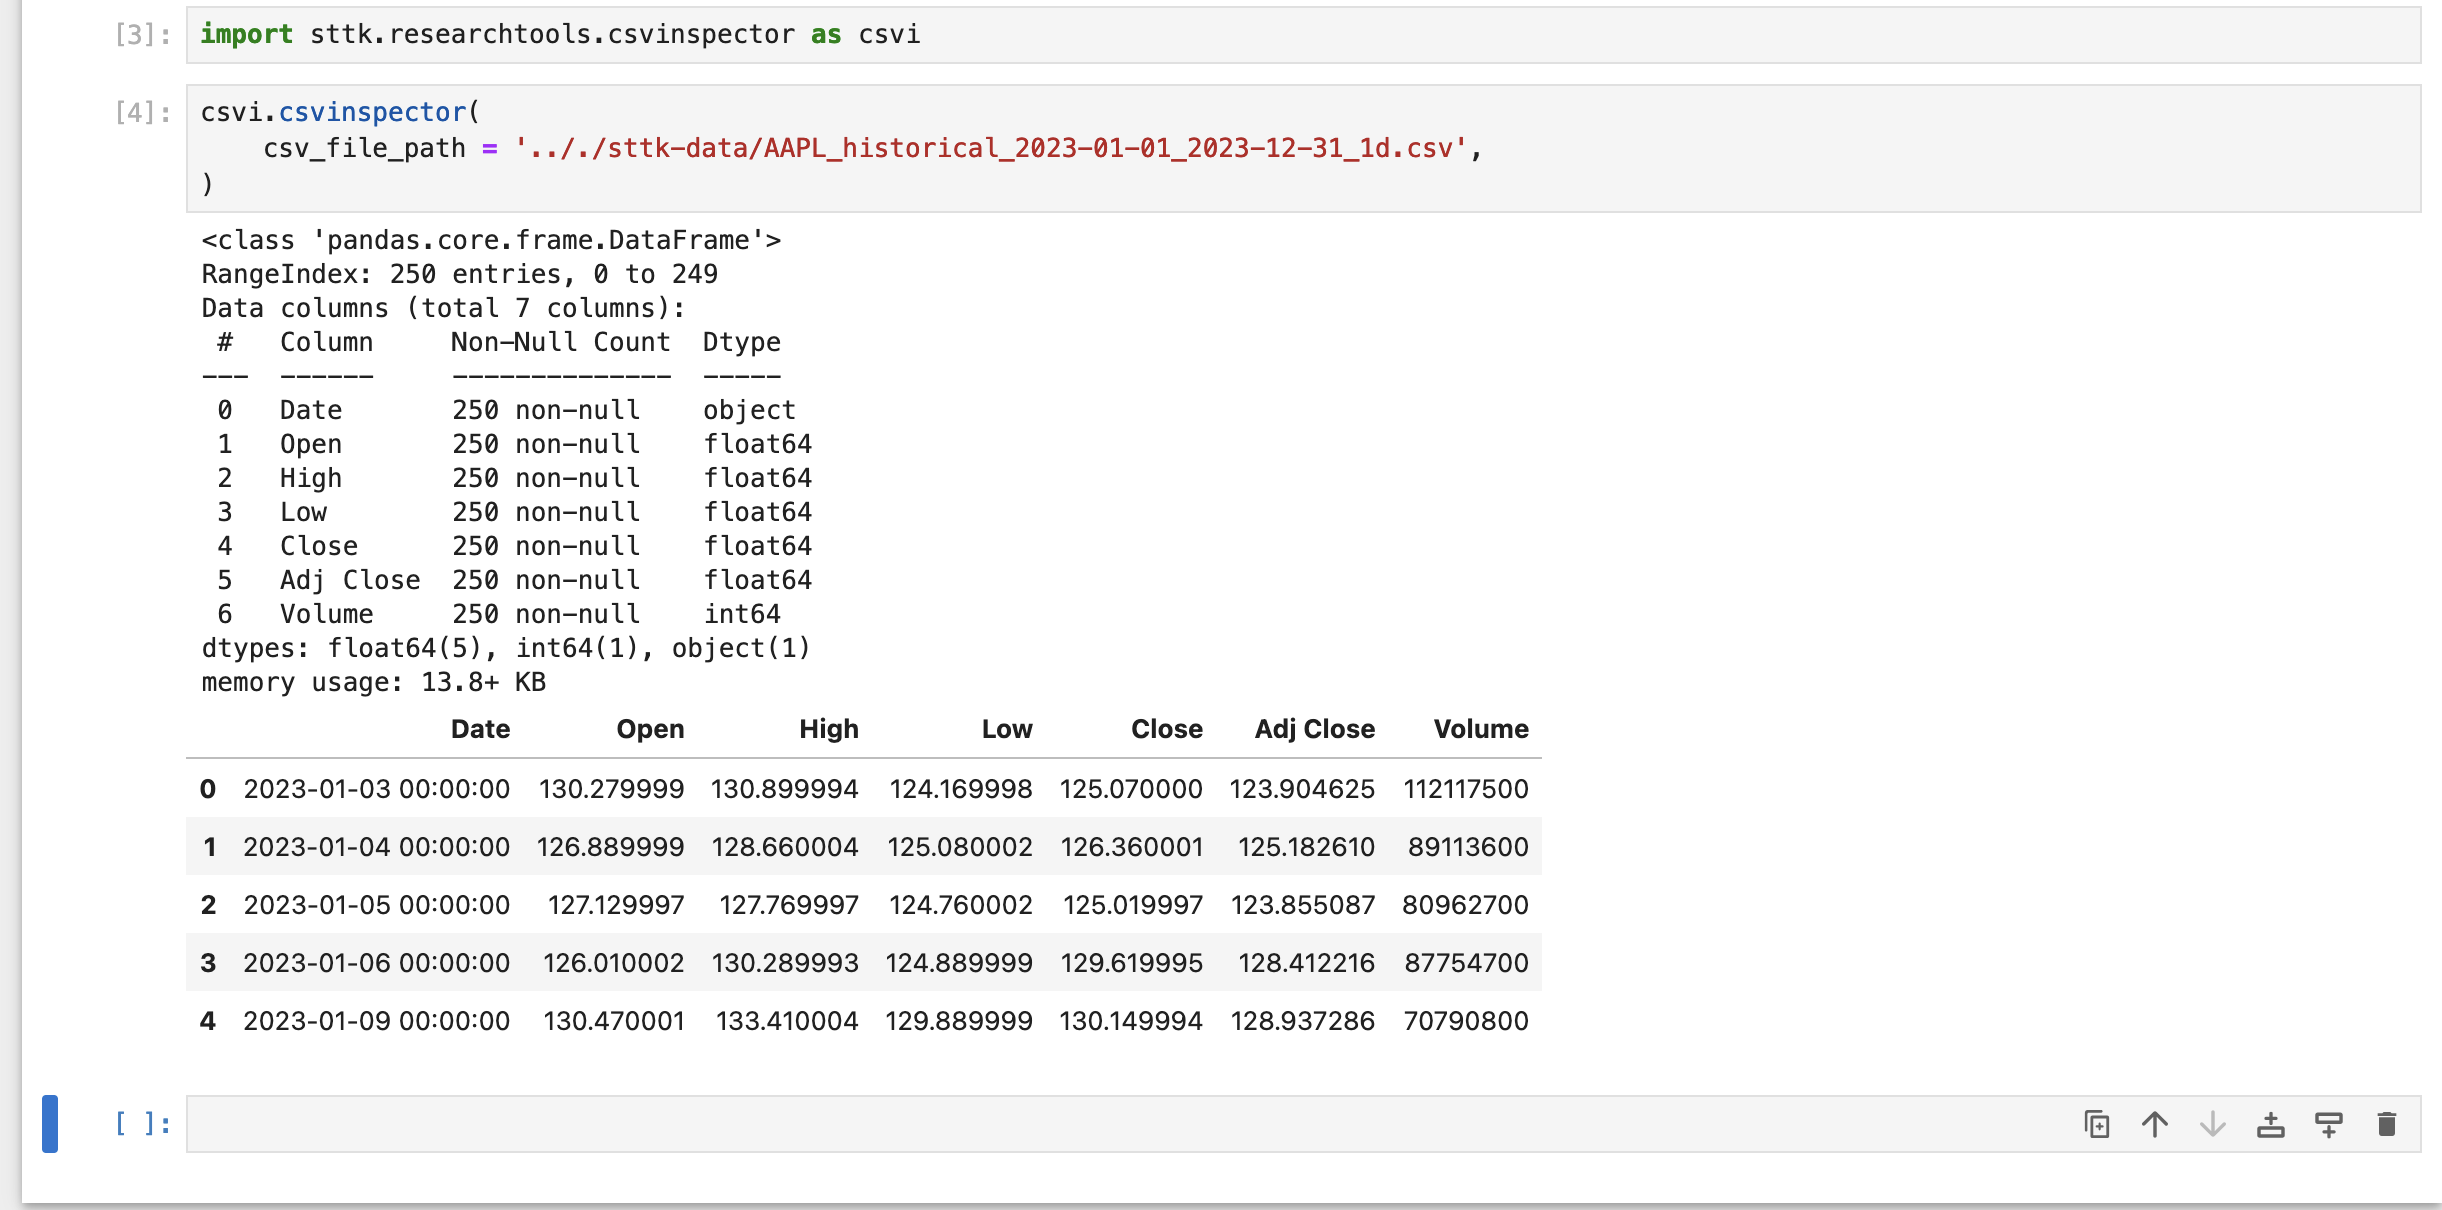 [3]: import sttk.researchtools.csvinspector as csvi
[4]: csvi.csvinspector(
    csv_file_path = '.././sttk-data/AAPL_historical_2023-01-01_2023-12-31_1d.csv',
)
<class 'pandas.core.frame.DataFrame'>
RangeIndex: 250 entries, 0 to 249
Data columns (total 7 columns):
 #   Column     Non-Null Count  Dtype
---  ------     --------------  -----
 0   Date       250 non-null    object
 1   Open       250 non-null    float64
 2   High       250 non-null    float64
 3   Low        250 non-null    float64
 4   Close      250 non-null    float64
 5   Adj Close  250 non-null    float64
 6   Volume     250 non-null    int64
dtypes: float64(5), int64(1), object(1)
memory usage: 13.8+ KB
Date Open High Low Close Adj Close Volume
0 2023-01-03 00:00:00 130.279999 130.899994 124.169998 125.070000 123.904625 112117500
1 2023-01-04 00:00:00 126.889999 128.660004 125.080002 126.360001 125.182610 89113600
2 2023-01-05 00:00:00 127.129997 127.769997 124.760002 125.019997 123.855087 80962700
3 2023-01-06 00:00:00 126.010002 130.289993 124.889999 129.619995 128.412216 87754700
4 2023-01-09 00:00:00 130.470001 133.410004 129.889999 130.149994 128.937286 70790800
[ ]: